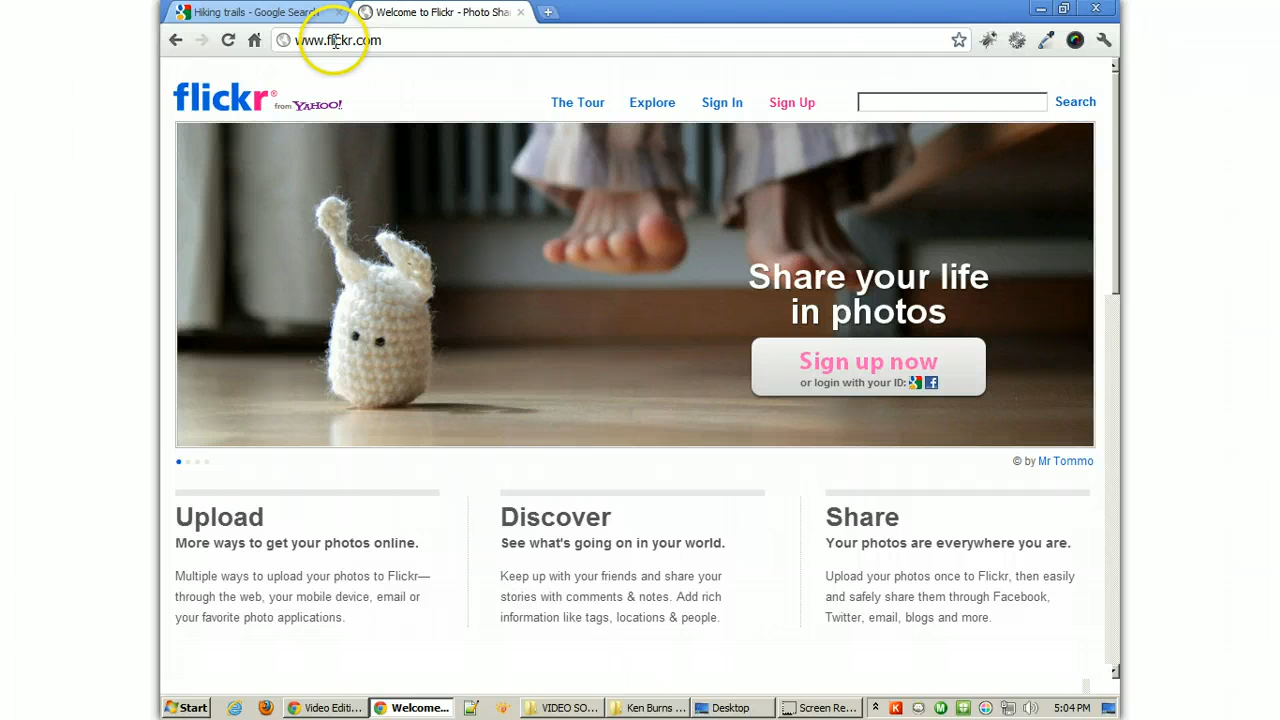 Hiking trails - Google Search
Welcome to Flickr - Photo Sha
www.flickr.com
flickr® from YAHOO!
The Tour Explore Sign In Sign Up Search
Share your life
in photos
Sign up now
or login with your ID:
© by Mr Tommo
Upload
More ways to get your photos online.
Multiple ways to upload your photos to Flickr—
through the web, your mobile device, email or
your favorite photo applications.
Discover
See what's going on in your world.
Keep up with your friends and share your
stories with comments & notes. Add rich
information like tags, locations & people.
Share
Your photos are everywhere you are.
Upload your photos once to Flickr, then easily
and safely share them through Facebook,
Twitter, email, blogs and more.
Start Video Editi... Welcome... VIDEO SO... Ken Burns ... Desktop Screen Re... 5:04 PM